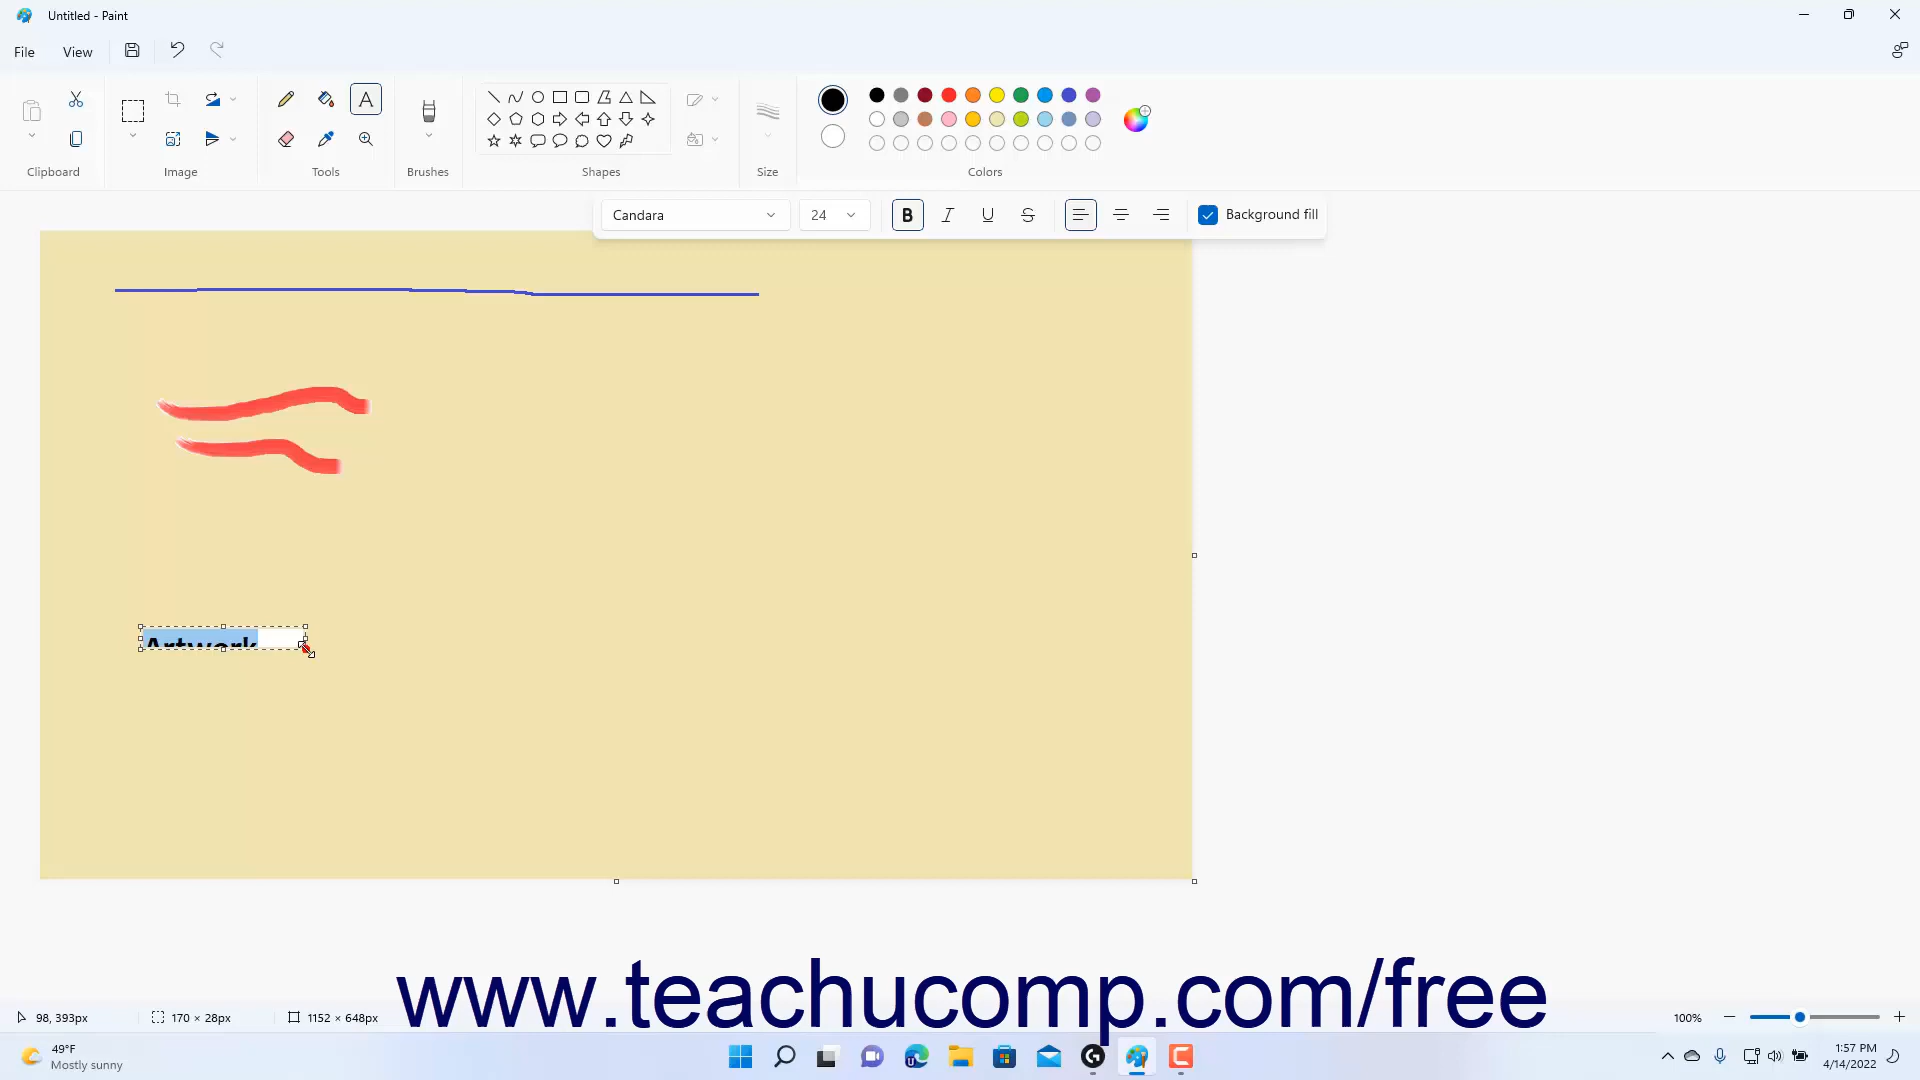 Untitled - Paint
File View
Clipboard Image Tools Brushes Shapes Size Colors
Candara 24 B I U S Background fill
Artwork
www.teachucomp.com/free
98, 393px 170 × 28px 1152 × 648px 100%
49°F
Mostly sunny
1:57 PM
4/14/2022